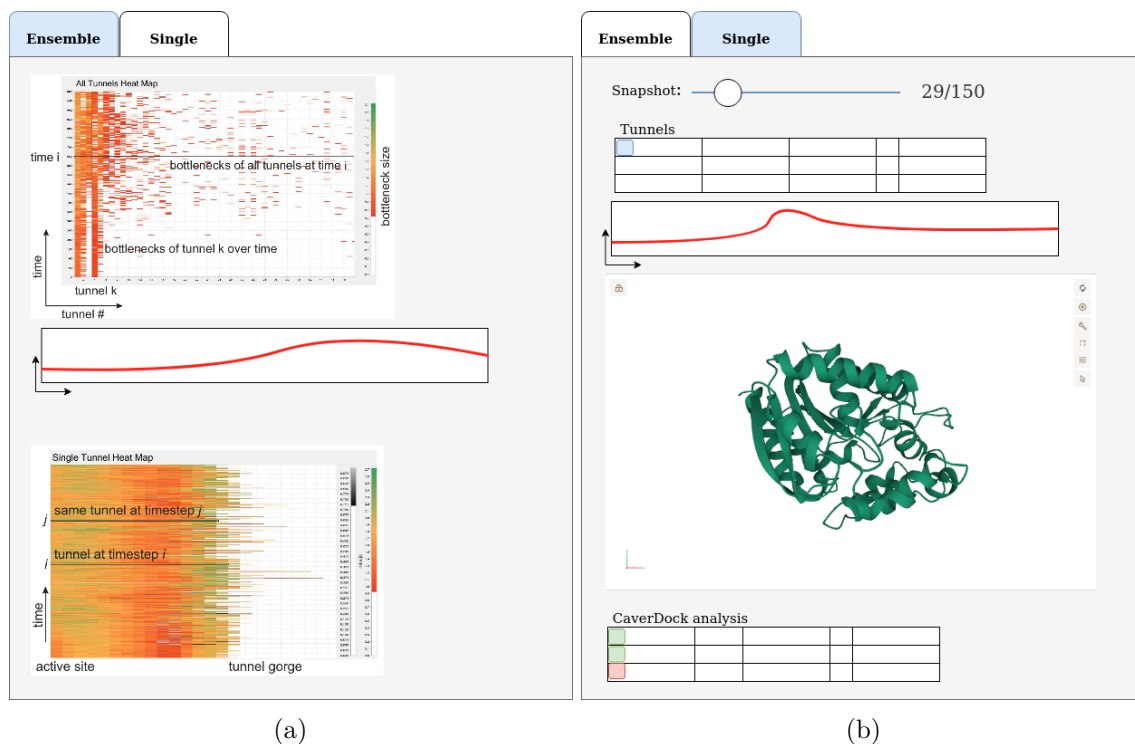 Ensemble
Single
All Tunnels Heat Map
time i
bottlenecks of all tunnels at time i
bottleneck size
bottlenecks of tunnel k over time
time
tunnel k
tunnel #
Single Tunnel Heat Map
j
same tunnel at timestep j
i
tunnel at timestep i
time
active site
tunnel gorge
(a)
Ensemble
Single
Snapshot:
29/150
Tunnels
CaverDock analysis
(b)